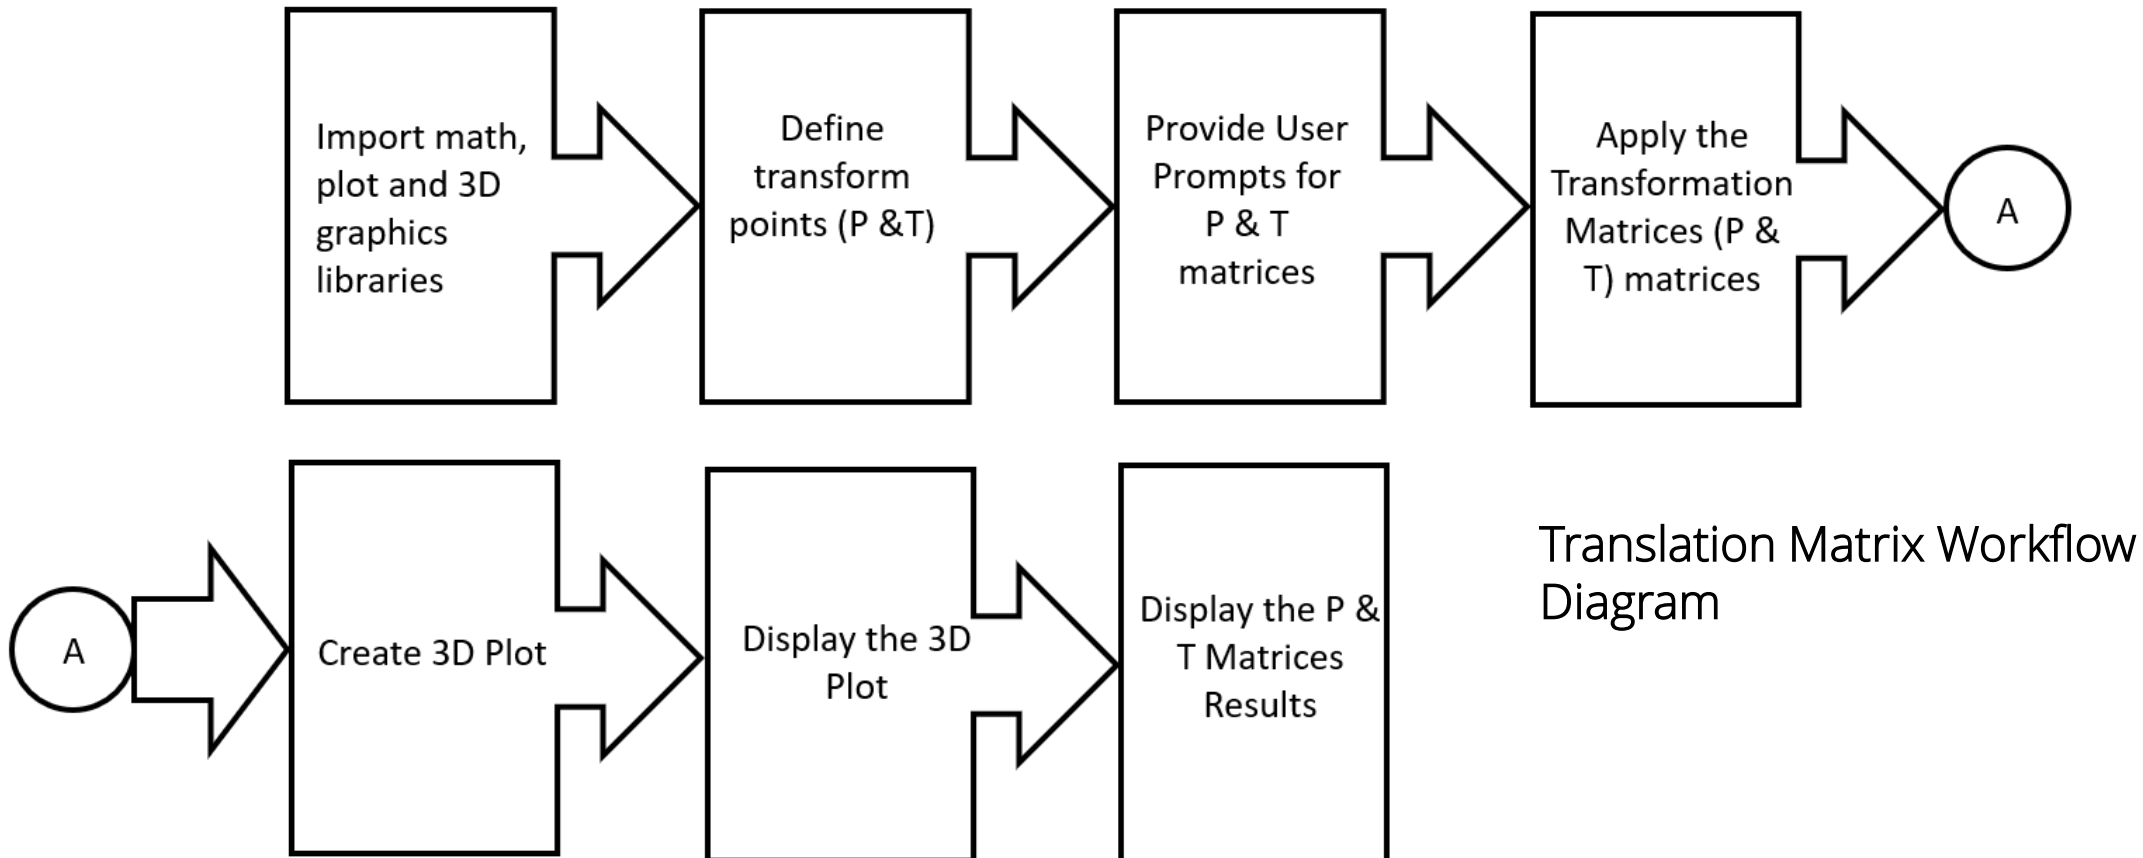 Import math,
plot and 3D
graphics
libraries
Define
transform
points (P &T)
Provide User
Prompts for
P & T
matrices
Apply the
Transformation
Matrices (P &
T) matrices
A
A
Create 3D Plot
Display the 3D
Plot
Display the P &
T Matrices
Results
Translation Matrix Workflow
Diagram